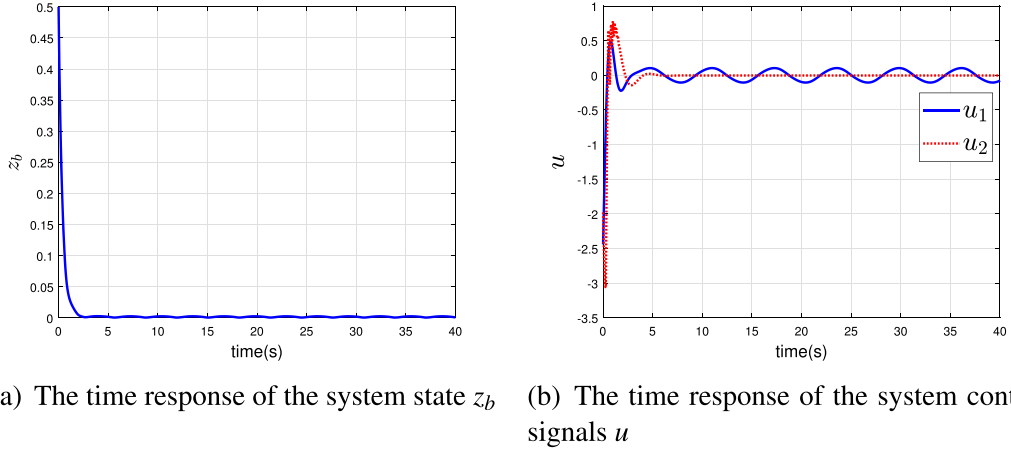 0.5
0.45
0.4
0.35
0.3
0.25
0.2
0.15
0.1
0.05
0
z_b
0 5 10 15 20 25 30 35 40
time(s)
1
0.5
0
-0.5
-1
-1.5
-2
-2.5
-3
-3.5
u
u_1
u_2
0 5 10 15 20 25 30 35 40
time(s)
a) The time response of the system state z_b
(b) The time response of the system cont
signals u